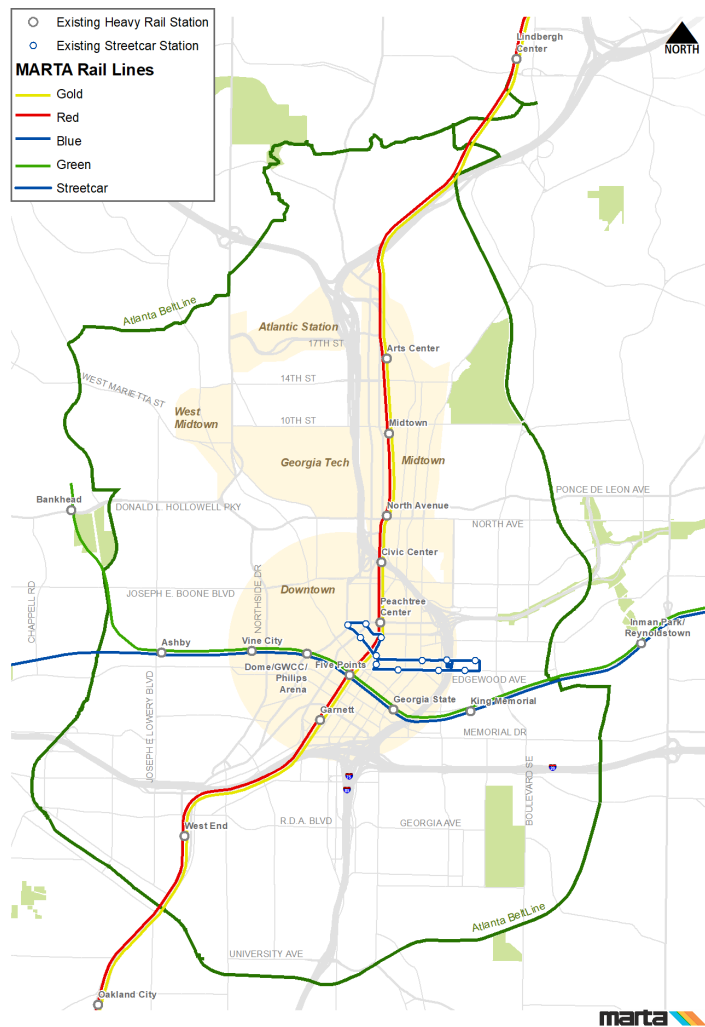 Existing Heavy Rail Station
Existing Streetcar Station
MARTA Rail Lines
Gold
Red
Blue
Green
Streetcar
Lindbergh
Center
NORTH
Atlanta BeltLine
Atlantic Station
17TH ST
Arts Center
14TH ST
WEST MARIETTA ST
West
Midtown
10TH ST
Midtown
Georgia Tech
Midtown
Bankhead
DONALD L. HOLLOWELL PKY
North Avenue
NORTH AVE
PONCE DE LEON AVE
Civic Center
CHAPPELL RD
JOSEPH E. BOONE BLVD
NORTHSIDE DR
Downtown
Peachtree
Center
Inman Park/
Reynoldstown
Ashby
Vine City
Dome/GWCC/
Philips
Arena
Five Points
EDGEWOOD AVE
Georgia State
King Memorial
JOSEPH E LOWERY BLVD
Garnett
MEMORIAL DR
BOULEVARD SE
West End
R.D.A. BLVD
GEORGIA AVE
Atlanta BeltLine
UNIVERSITY AVE
Oakland City
marta